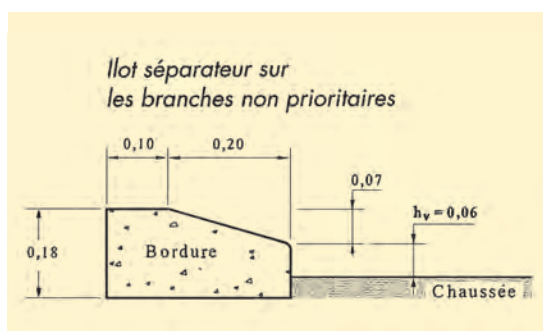 Ilot séparateur sur
les branches non prioritaires
0,10
0,20
0,07
hv=0,06
0,18
Bordure
Chaussée